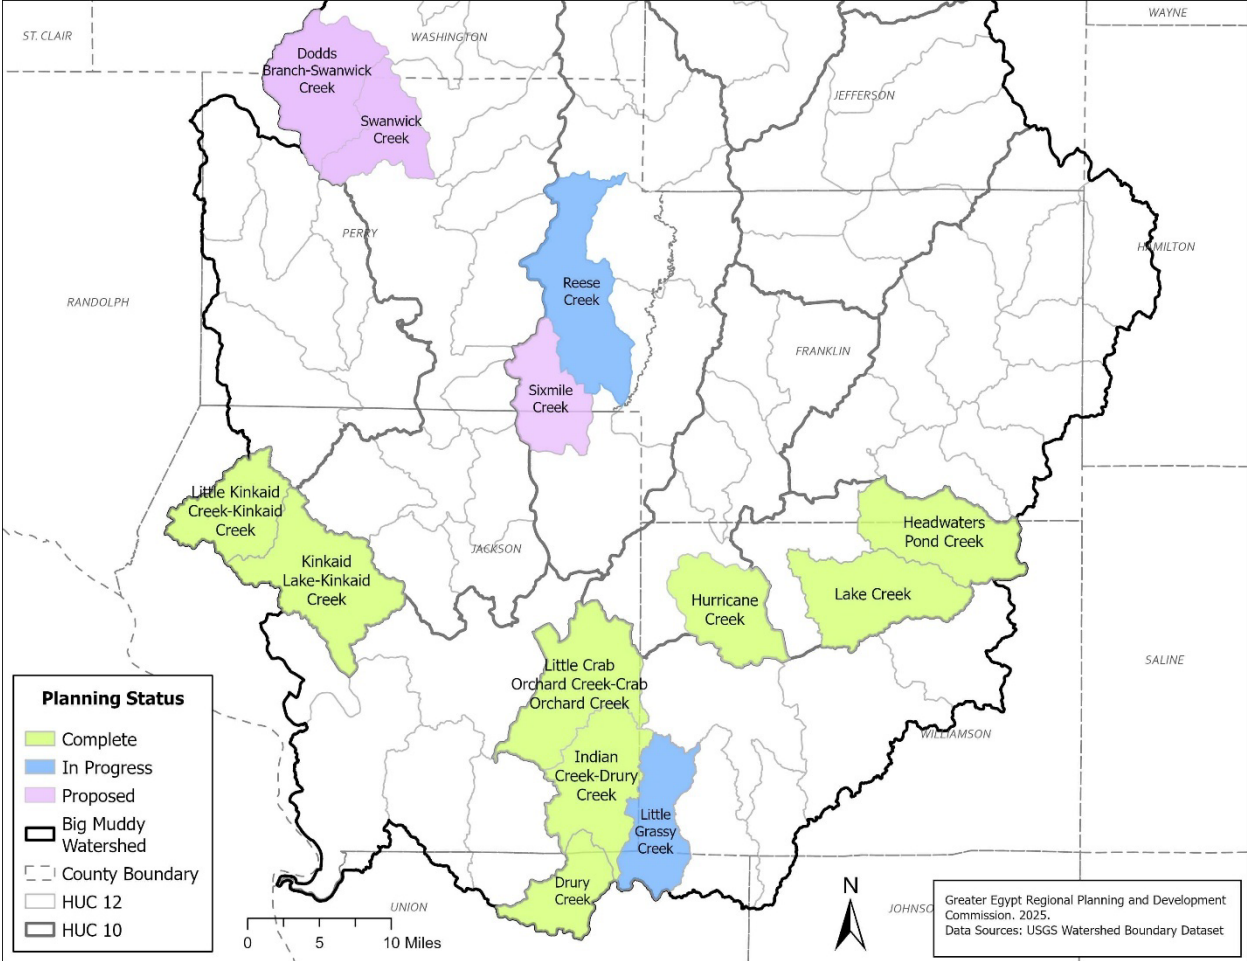 WAYNE
ST. CLAIR
WASHINGTON
Dodds
Branch-Swanwick
Creek
JEFFERSON
Swanwick
Creek
PERRY
HAMILTON
Reese
Creek
RANDOLPH
FRANKLIN
Sixmile
Creek
Little Kinkaid
Creek-Kinkaid
Creek
Headwaters
Pond Creek
JACKSON
Kinkaid
Lake-Kinkaid
Creek
Lake Creek
Hurricane
Creek
Little Crab
Orchard Creek-Crab
Orchard Creek
SALINE
WILLIAMSON
Indian
Creek-Drury
Creek
Little
Grassy
Creek
Drury
Creek
UNION
JOHNSO
Planning Status
Complete
In Progress
Proposed
Big Muddy
Watershed
County Boundary
HUC 12
HUC 10
0 5 10 Miles
N
Greater Egypt Regional Planning and Development
Commission. 2025.
Data Sources: USGS Watershed Boundary Dataset